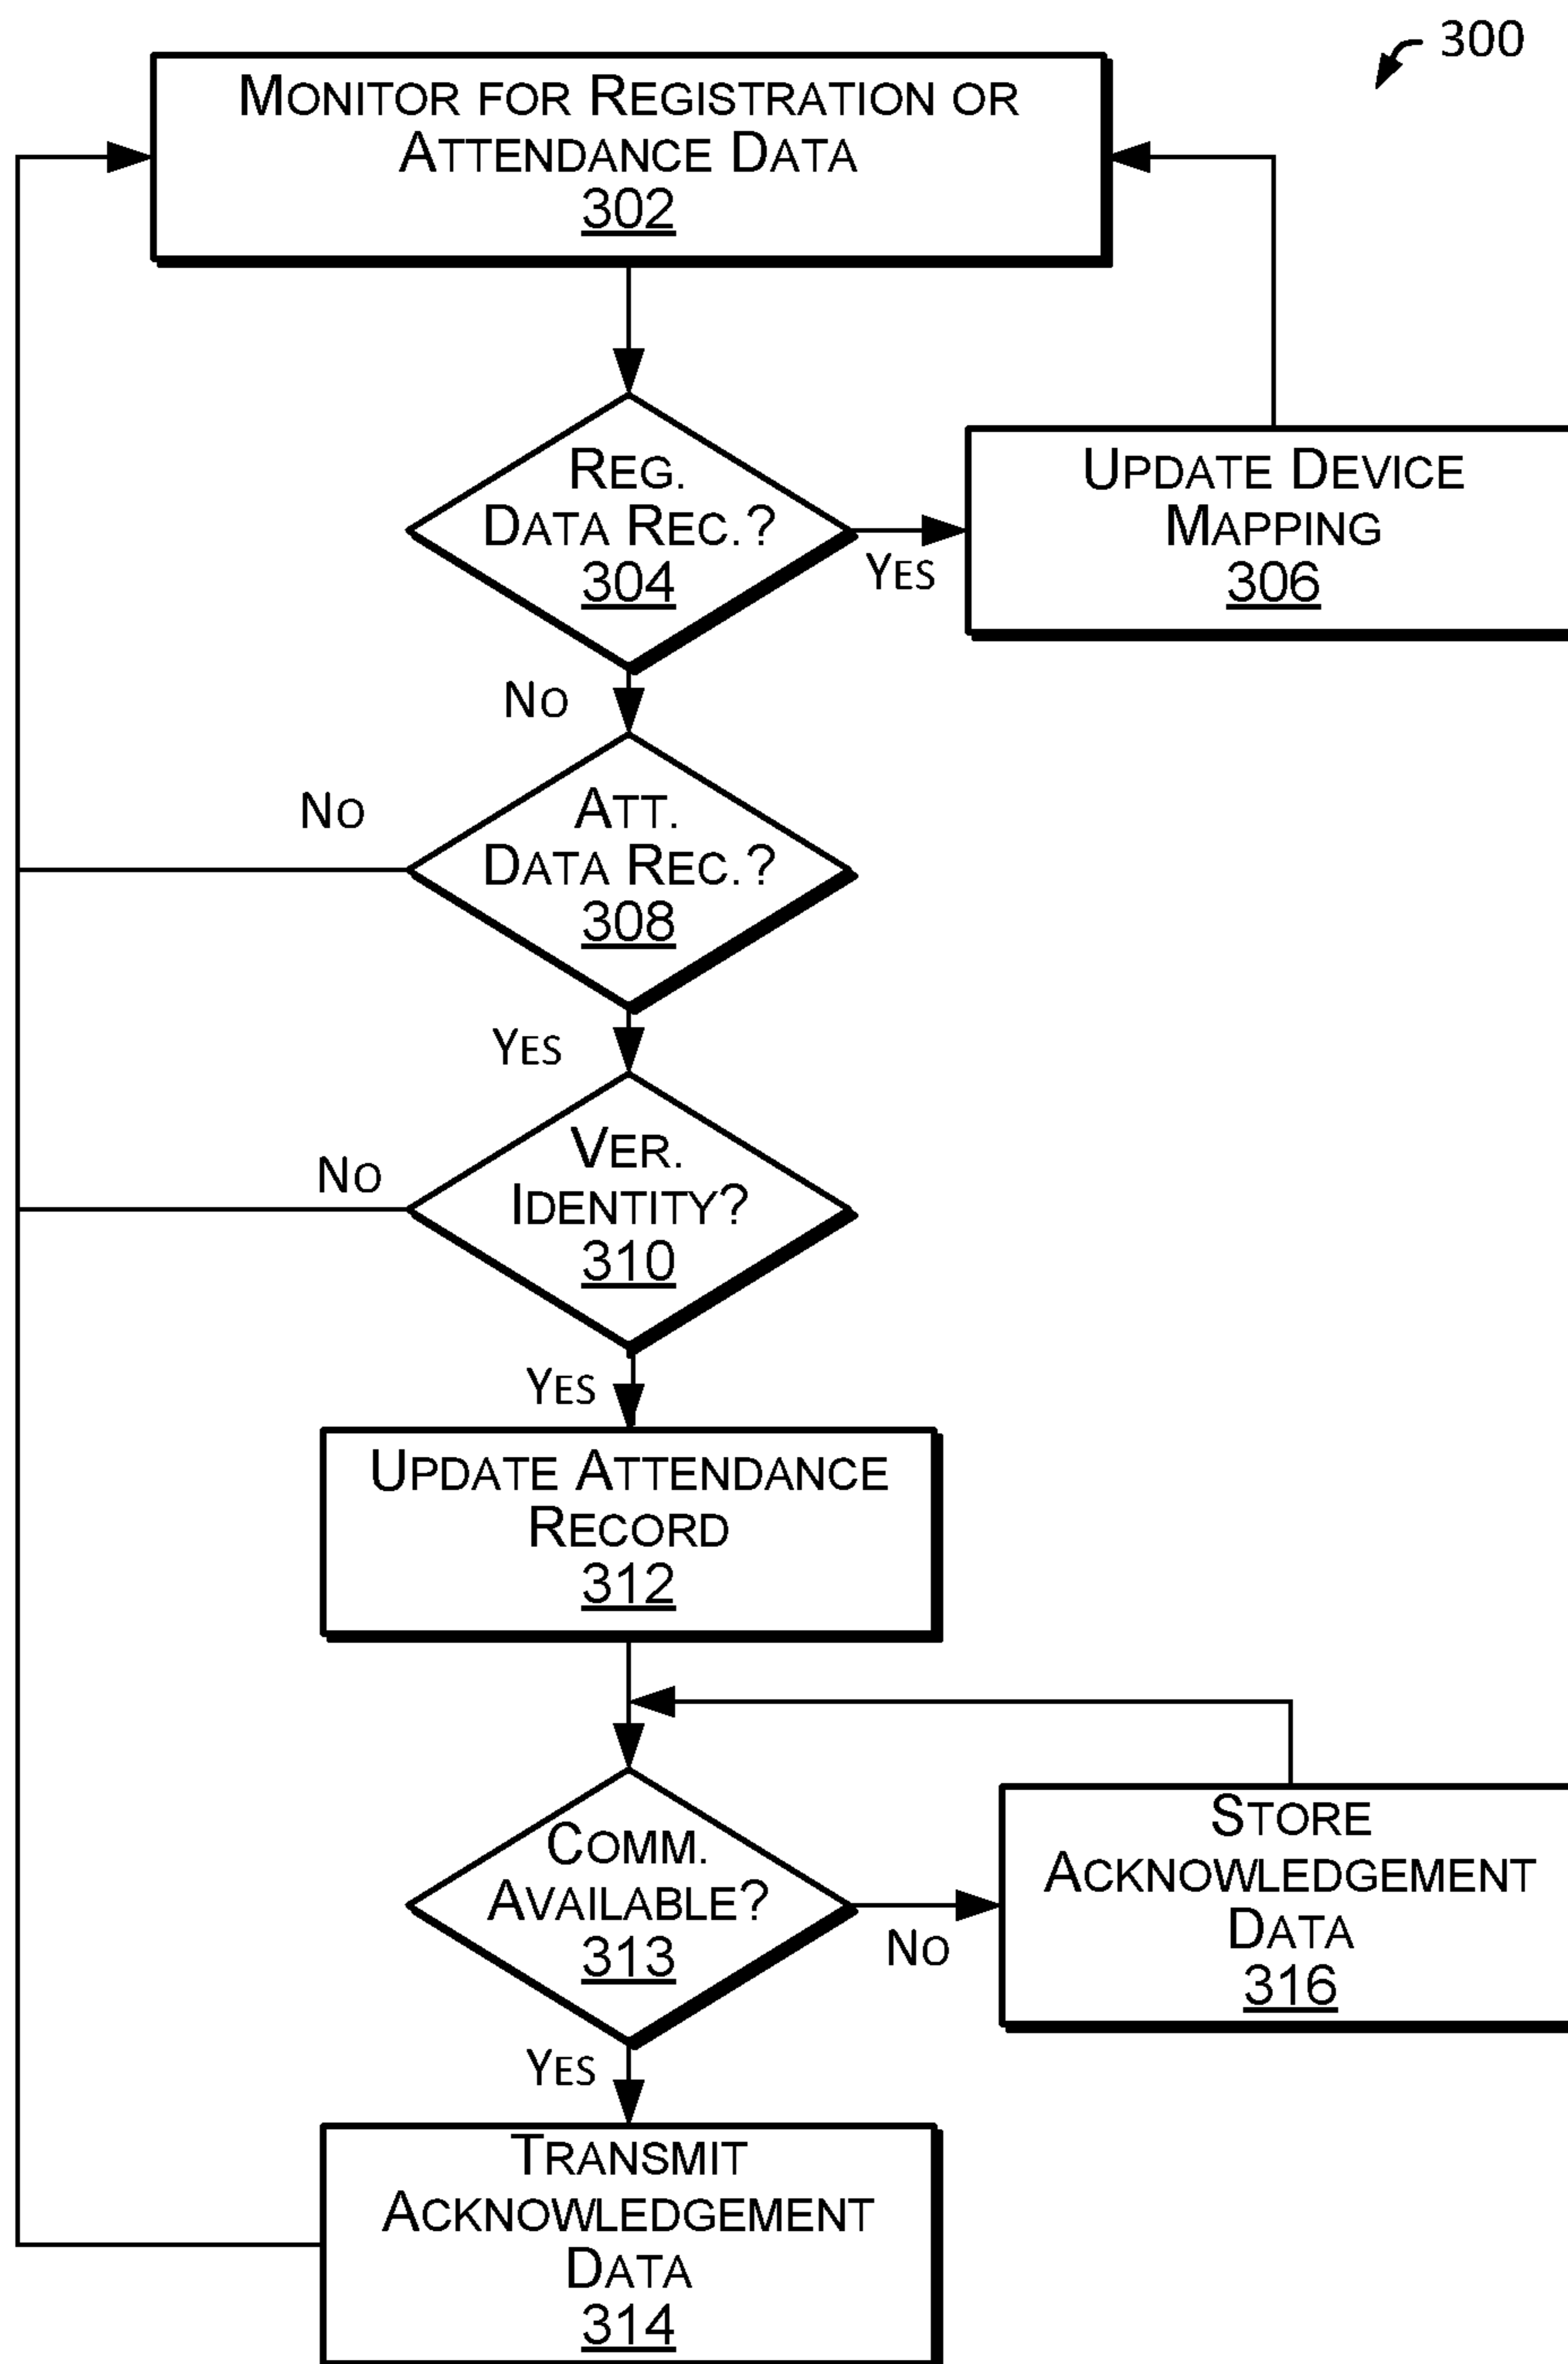 300
MONITOR FOR REGISTRATION OR
ATTENDANCE DATA
302
REG.
DATA REC.?
304
YES
UPDATE DEVICE
MAPPING
306
NO
ATT.
DATA REC.?
308
NO
YES
VER.
IDENTITY?
310
NO
YES
UPDATE ATTENDANCE
RECORD
312
COMM.
AVAILABLE?
313
NO
STORE
ACKNOWLEDGEMENT
DATA
316
YES
TRANSMIT
ACKNOWLEDGEMENT
DATA
314